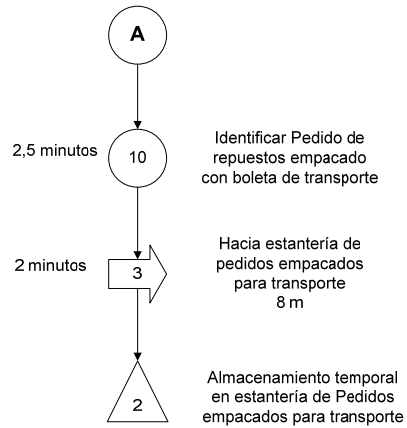 A
2,5 minutos
10
Identificar Pedido de
repuestos empacado
con boleta de transporte
2 minutos
3
Hacia estantería de
pedidos empacados
para transporte
8 m
2
Almacenamiento temporal
en estantería de Pedidos
empacados para transporte